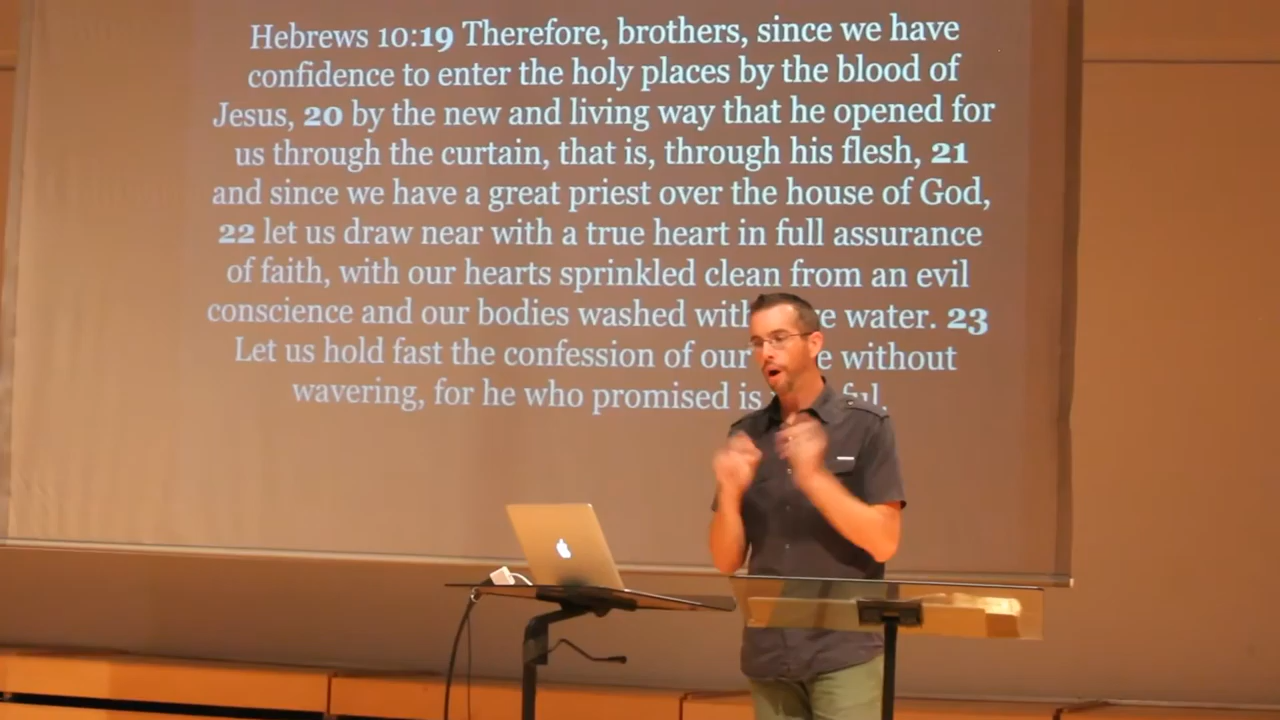 Hebrews 10:19 Therefore, brothers, since we have
confidence to enter the holy places by the blood of
Jesus, 20 by the new and living way that he opened for
us through the curtain, that is, through his flesh, 21
and since we have a great priest over the house of God,
22 let us draw near with a true heart in full assurance
of faith, with our hearts sprinkled clean from an evil
conscience and our bodies washed with water. 23
Let us hold fast the confession of our without
wavering, for he who promised is